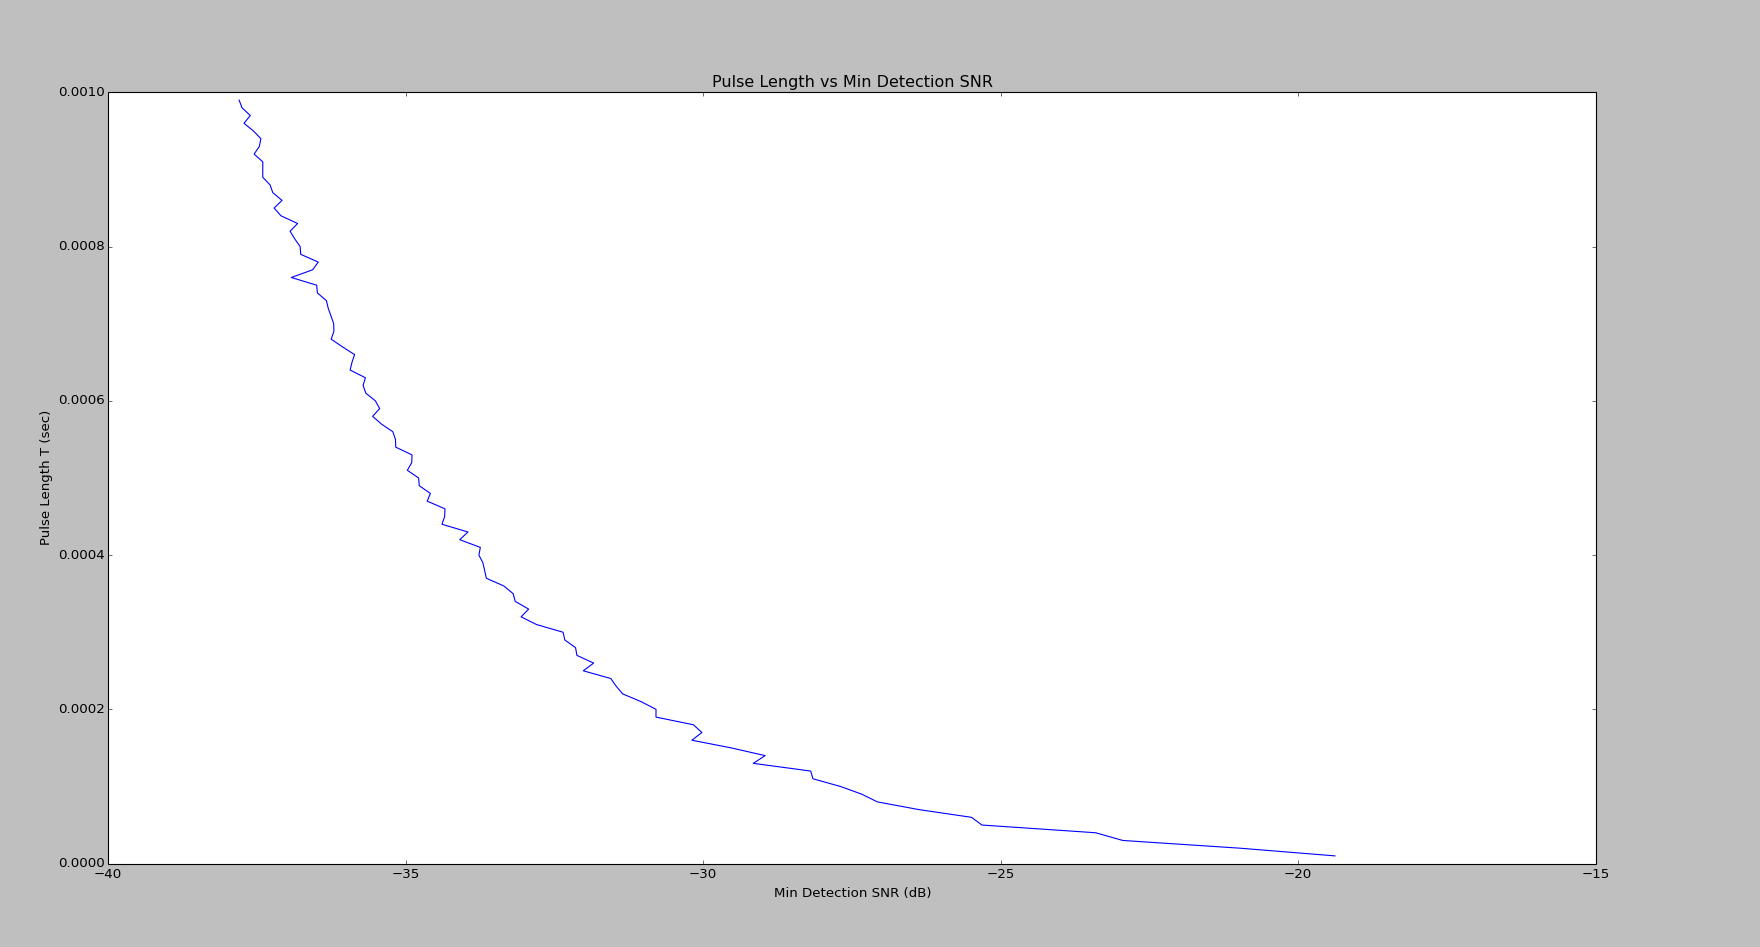 Pulse Length vs Min Detection SNR
0.0010
0.0008
0.0006
0.0004
0.0002
0.0000
Pulse Length T (sec)
−40 −35 −30 −25 −20 −15
Min Detection SNR (dB)